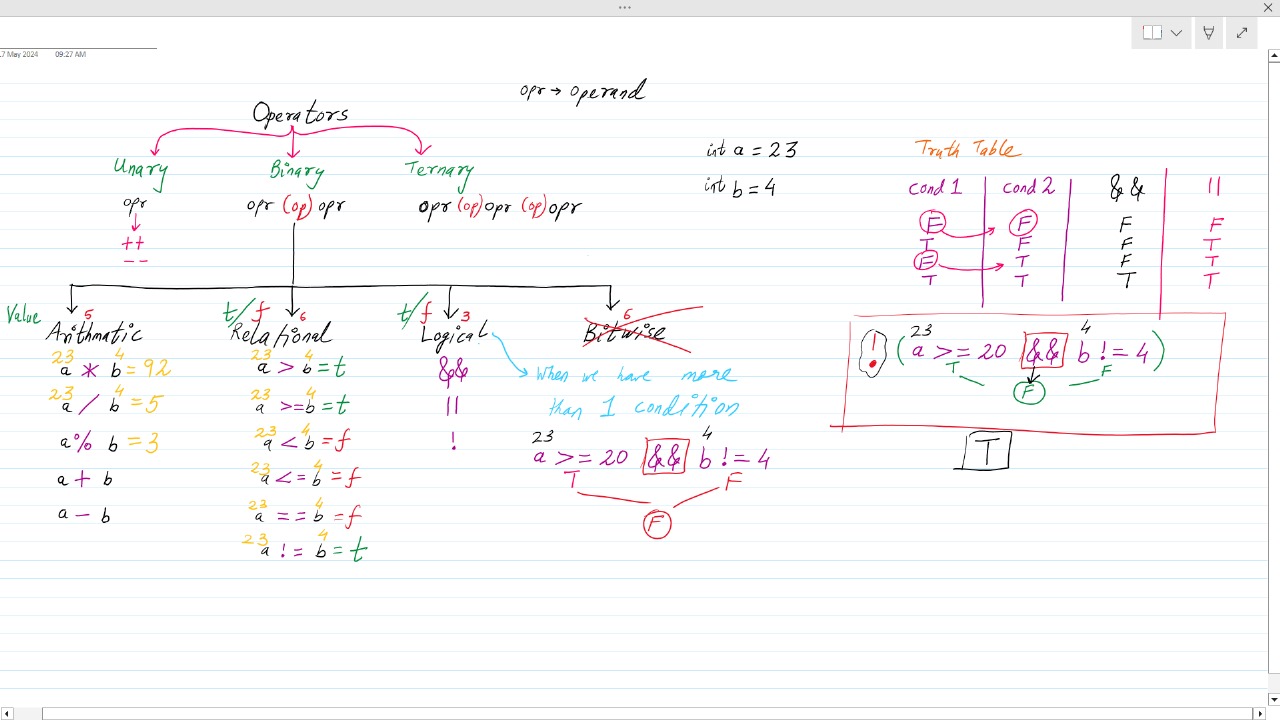 7 May 2024 09:27 AM
opr → operand
Operators
Unary Binary Ternary
opr opr (op) opr opr (op) opr (op) opr
++
--
int a = 23
int b = 4
Truth Table
cond 1 cond 2 && ||
F F F F
T F F T
F T F T
T T T T
Value 5 t/f 6 t/f 3 6
Arithmatic Relational Logical Bitwise
23 4
a * b = 92
23 4
a / b = 5
a % b = 3
a + b
a - b
23 4
a > b = t
23 4
a >= b = t
23 4
a < b = f
23 4
a <= b = f
23 4
a == b = f
23 4
a != b = t
&&
||
!
When we have more
than 1 condition
23 4
a >= 20 && b != 4
T F
F
23 4
! (a >= 20 && b != 4)
T F
F
T